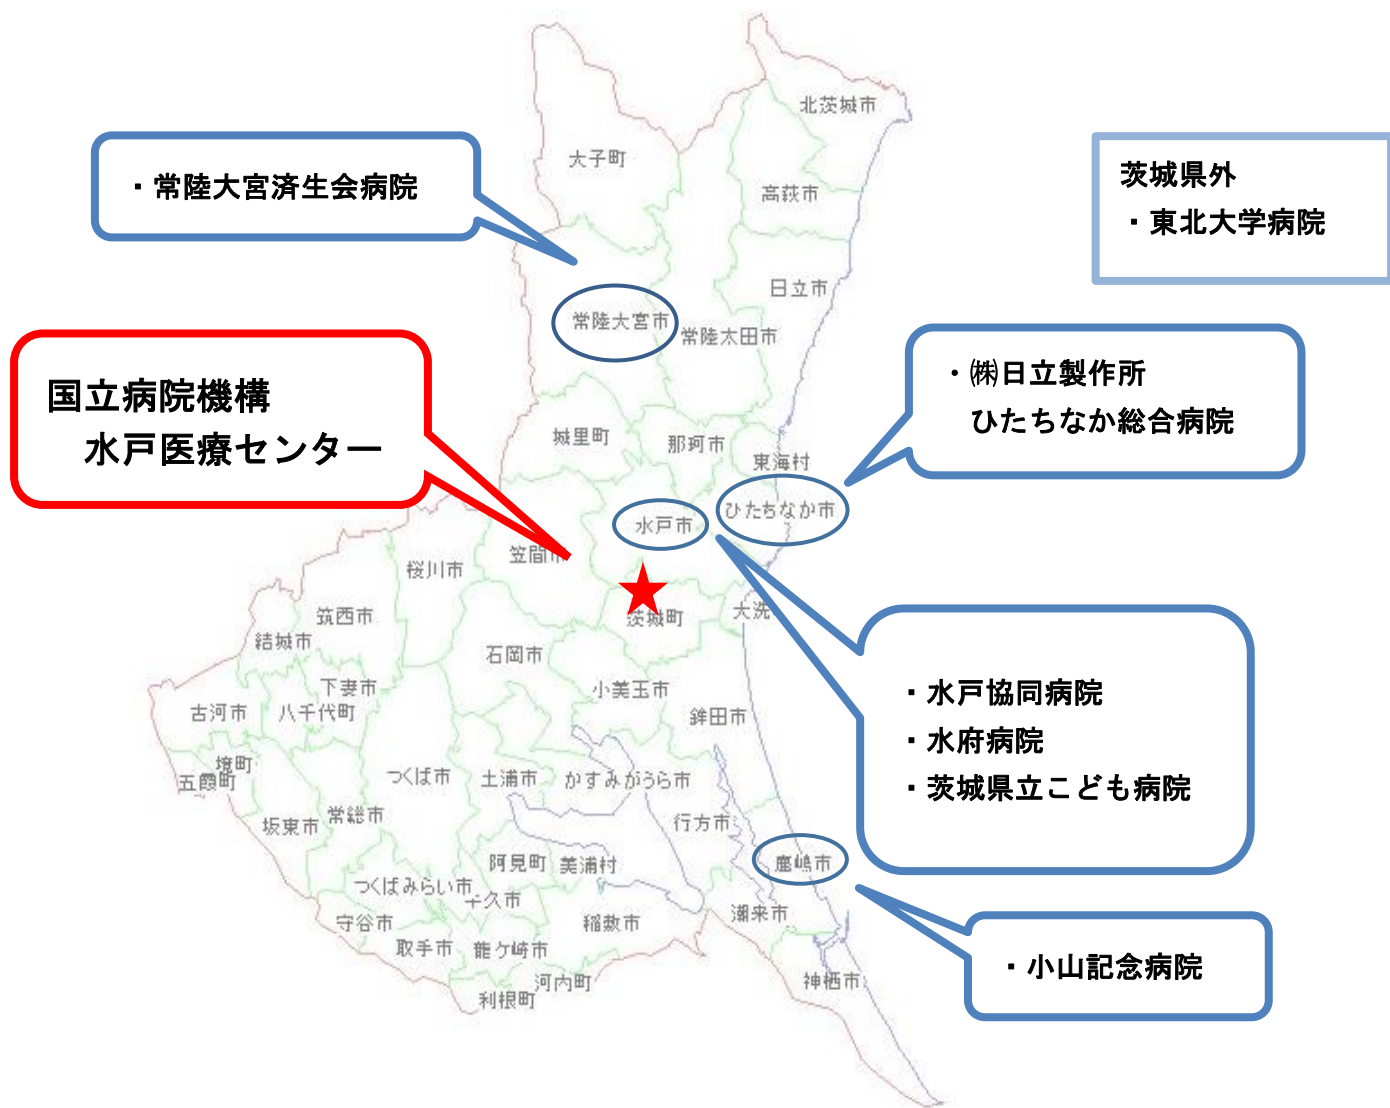 北茨城市
大子町
高萩市
・常陸大宮済生会病院
茨城県外
・東北大学病院
日立市
常陸大宮市
常陸太田市
国立病院機構
水戸医療センター
・㈱日立製作所
ひたちなか総合病院
城里町
那珂市
東海村
ひたちなか市
水戸市
笠間市
桜川市
茨城町
大洗
筑西市
結城市
石岡市
小美玉市
下妻市
八千代町
古河市
鉾田市
・水戸協同病院
・水府病院
・茨城県立こども病院
境町
五霞町
つくば市
土浦市
かすみがうら市
常総市
坂東市
行方市
阿見町
美浦村
鹿嶋市
つくばみらい市
牛久市
守谷市
稲敷市
潮来市
取手市
龍ケ崎市
・小山記念病院
河内町
利根町
神栖市